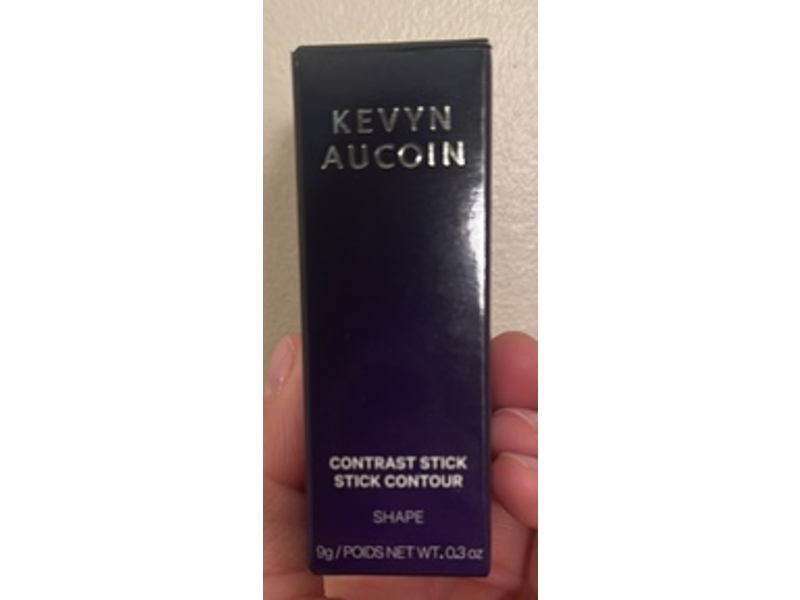 KEVYN
AUCOIN
CONTRAST STICK
STICK CONTOUR
SHAPE
9g / POIDS NET WT. 0.3 oz